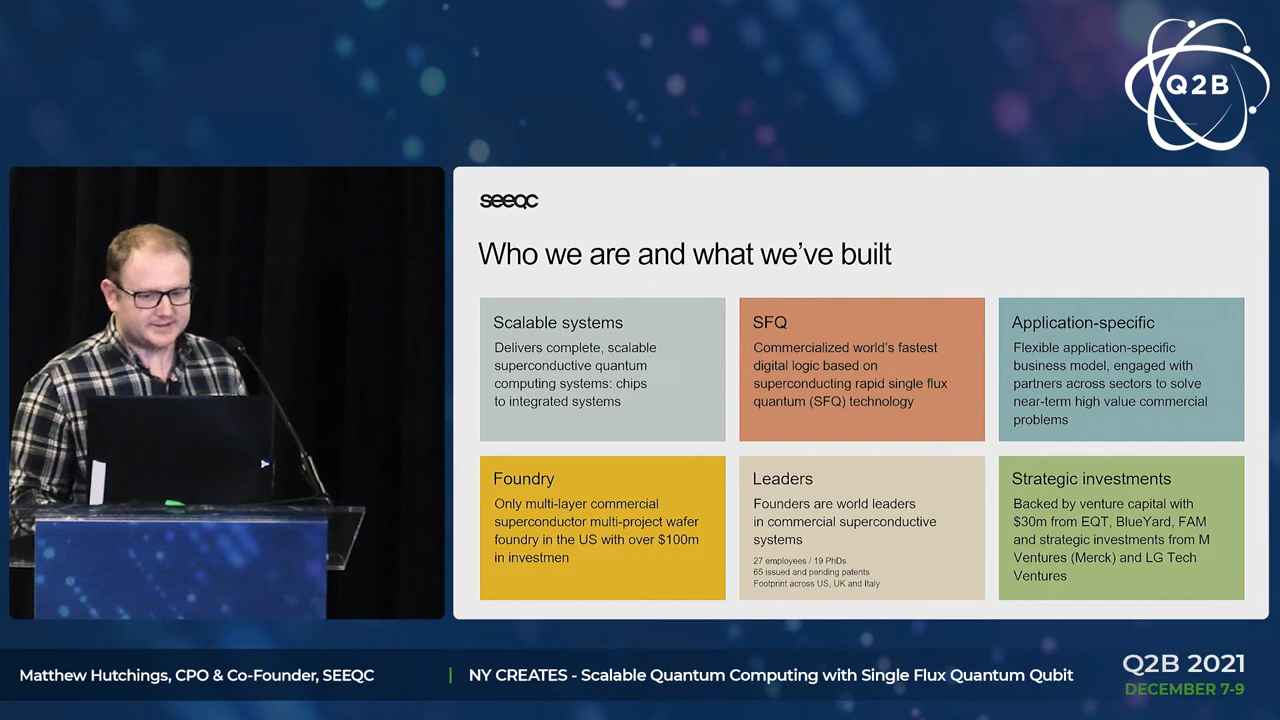 Q2B
seeqc
Who we are and what we've built
Scalable systems
Delivers complete, scalable
superconductive quantum
computing systems: chips
to integrated systems
SFQ
Commercialized world's fastest
digital logic based on
superconducting rapid single flux
quantum (SFQ) technology
Application-specific
Flexible application-specific
business model, engaged with
partners across sectors to solve
near-term high value commercial
problems
Foundry
Only multi-layer commercial
superconductor multi-project wafer
foundry in the US with over $100m
in investmen
Leaders
Founders are world leaders
in commercial superconductive
systems
27 employees / 19 PhDs
65 issued and pending patents
Footprint across US, UK and Italy
Strategic investments
Backed by venture capital with
$30m from EQT, BlueYard, FAM
and strategic investments from M
Ventures (Merck) and LG Tech
Ventures
Matthew Hutchings, CPO & Co-Founder, SEEQC
NY CREATES - Scalable Quantum Computing with Single Flux Quantum Qubit
Q2B 2021
DECEMBER 7-9